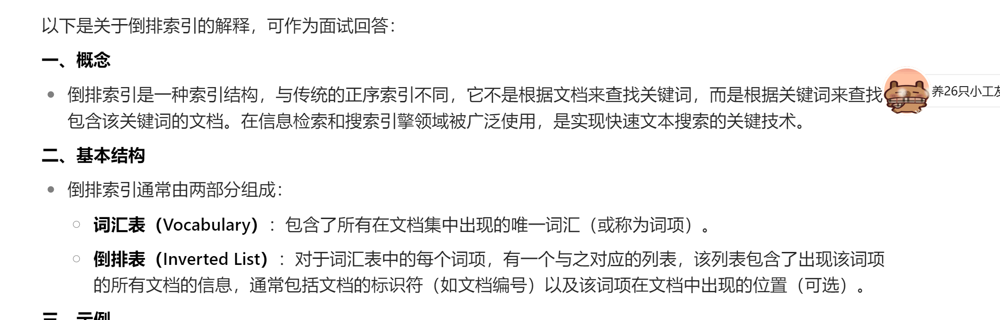 以下是关于倒排索引的解释，可作为面试回答：
一、概念
倒排索引是一种索引结构，与传统的正序索引不同，它不是根据文档来查找关键词，而是根据关键词来查找
养26只小工友
包含该关键词的文档。在信息检索和搜索引擎领域被广泛使用，是实现快速文本搜索的关键技术。
二、基本结构
倒排索引通常由两部分组成：
词汇表（Vocabulary）：包含了所有在文档集中出现的唯一词汇（或称为词项）。
倒排表（Inverted List）：对于词汇表中的每个词项，有一个与之对应的列表，该列表包含了出现该词项
的所有文档的信息，通常包括文档的标识符（如文档编号）以及该词项在文档中出现的位置（可选）。
三、示例